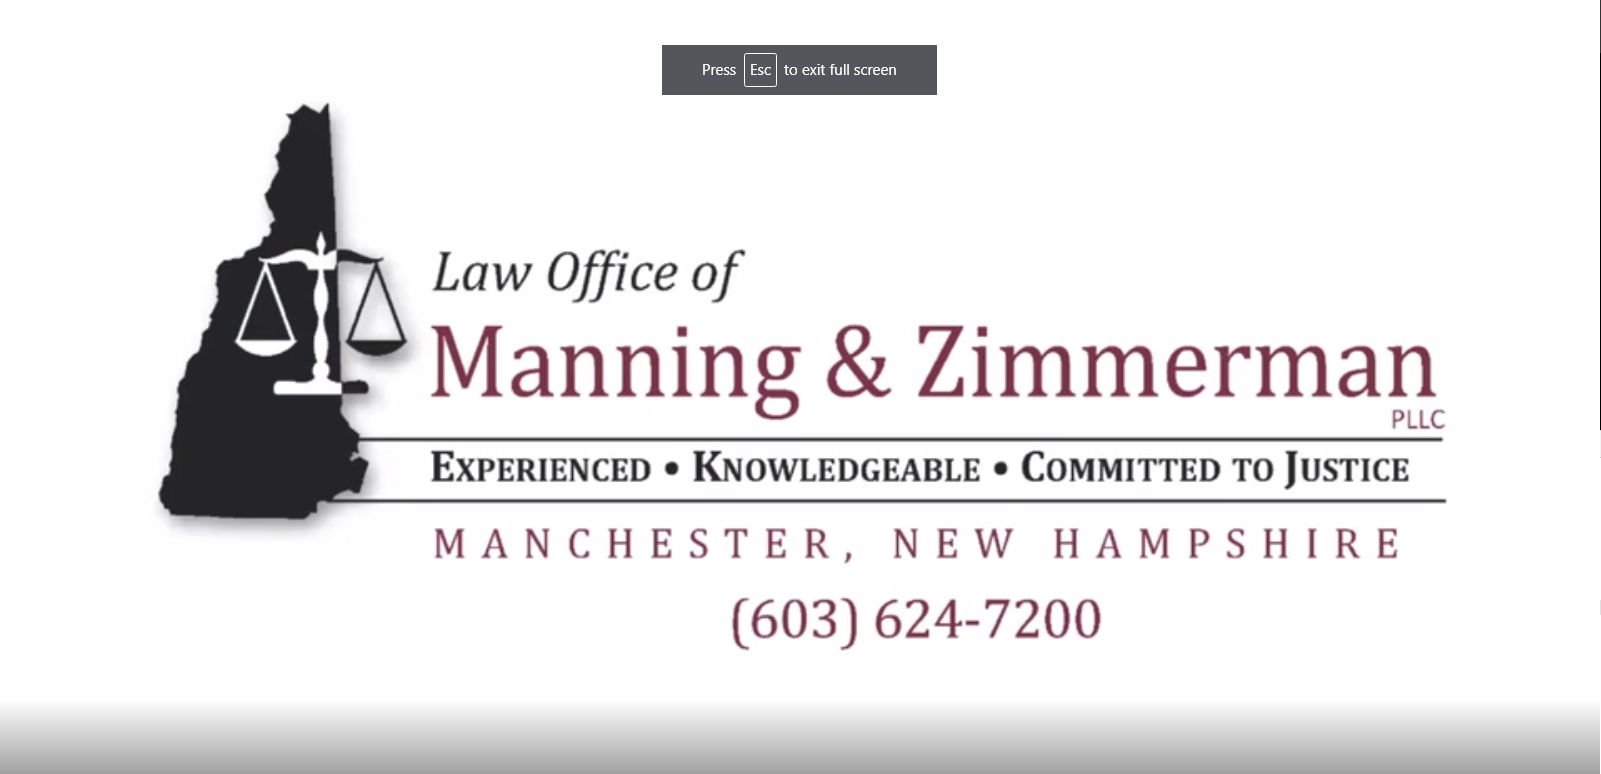 Press Esc to exit full screen
Law Office of
Manning & Zimmerman
PLLC
EXPERIENCED • KNOWLEDGEABLE • COMMITTED TO JUSTICE
MANCHESTER, NEW HAMPSHIRE
(603) 624-7200